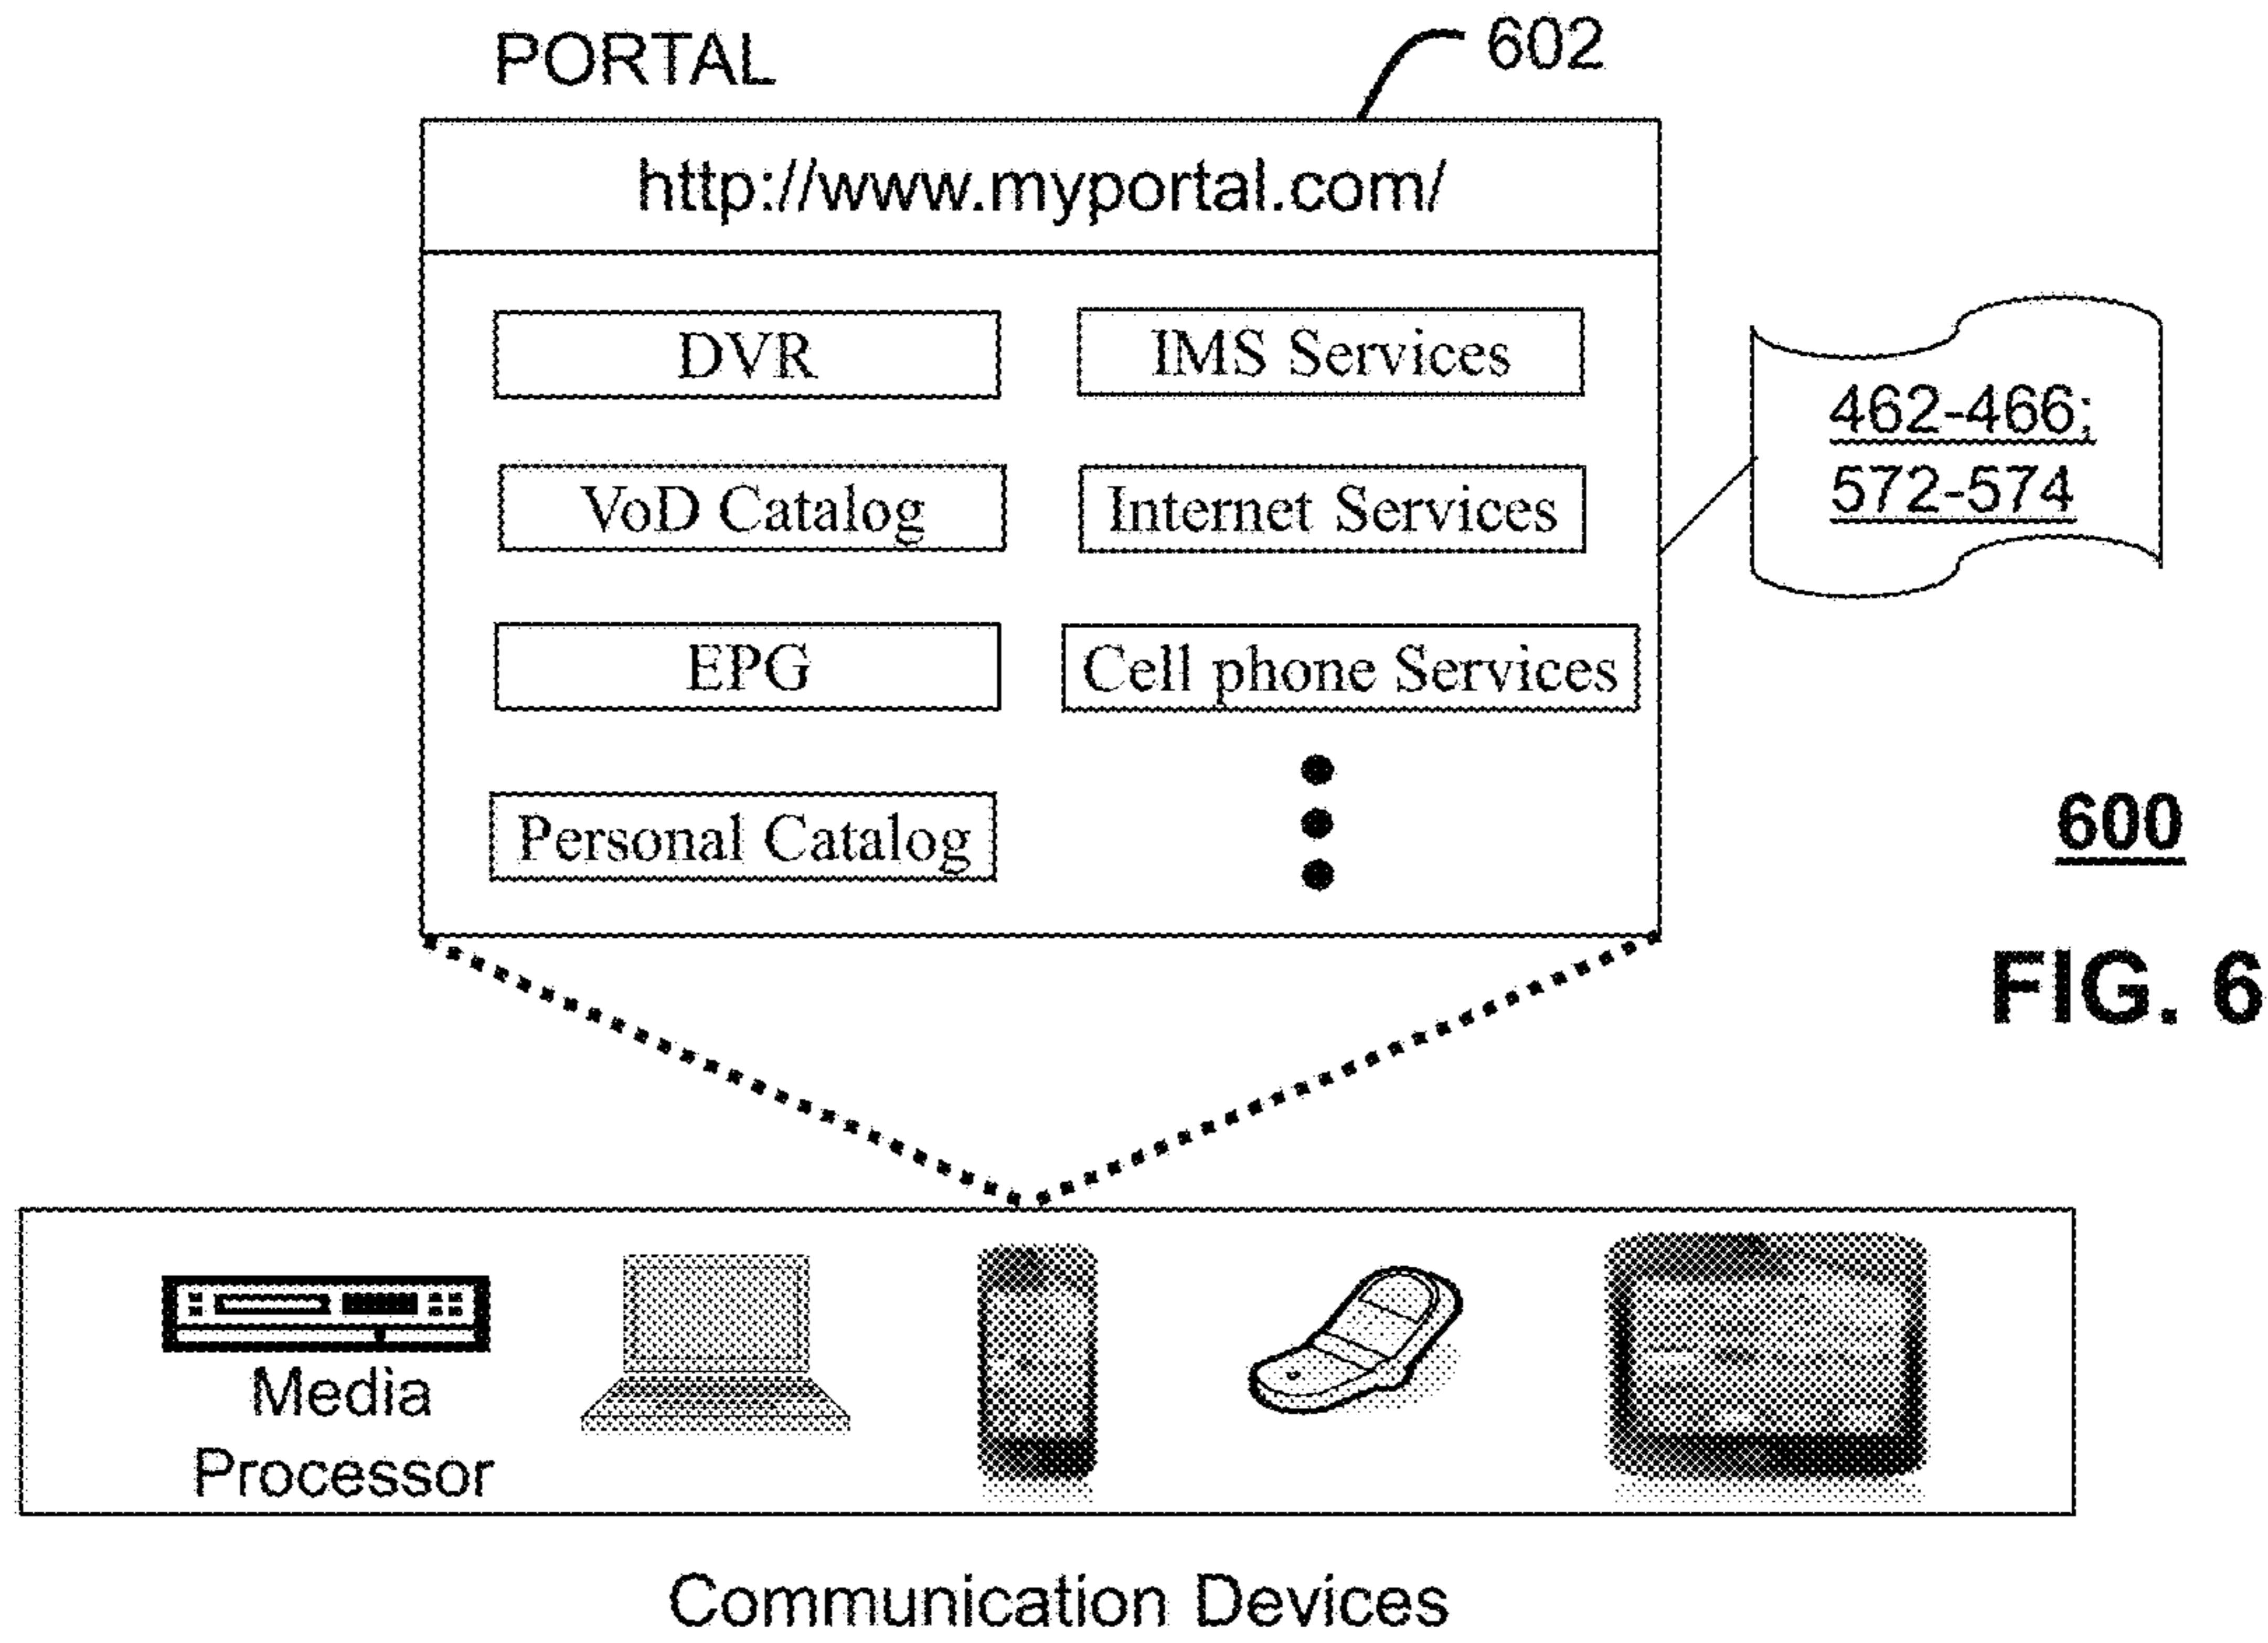 PORTAL
602
http://www.myportal.com/
DVR
IMS Services
VoD Catalog
Internet Services
EPG
Cell phone Services
Personal Catalog
462-466;
572-574
600
FIG. 6
Media
Processor
Communication Devices